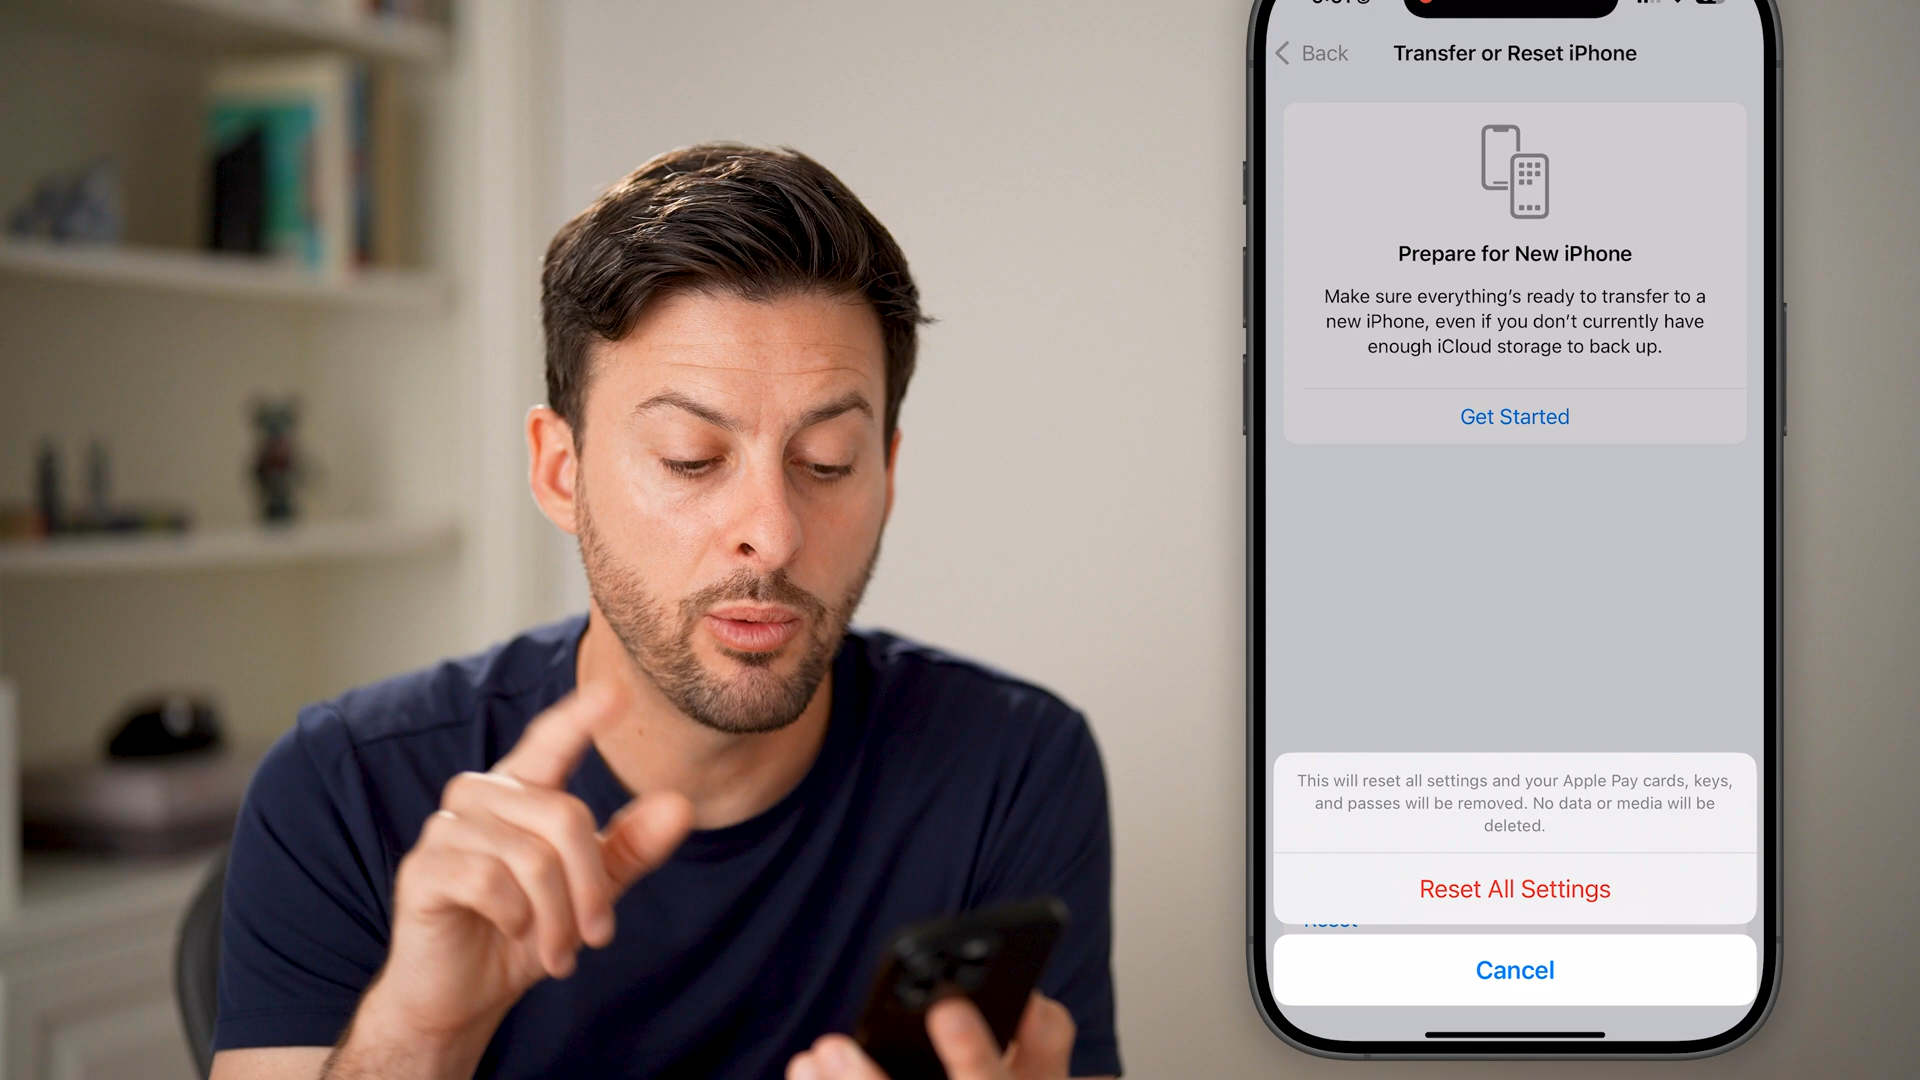 Back
Transfer or Reset iPhone
Prepare for New iPhone
Make sure everything’s ready to transfer to a
new iPhone, even if you don’t currently have
enough iCloud storage to back up.
Get Started
This will reset all settings and your Apple Pay cards, keys,
and passes will be removed. No data or media will be
deleted.
Reset All Settings
Reset
Cancel